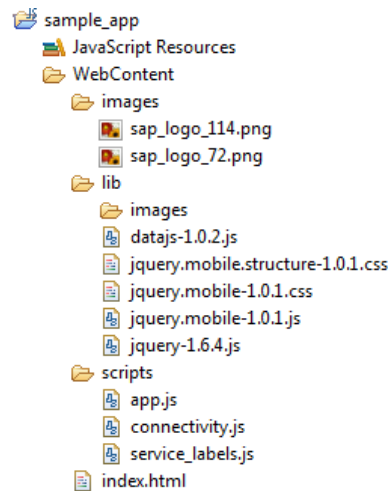 sample_app
JavaScript Resources
WebContent
images
sap_logo_114.png
sap_logo_72.png
lib
images
datajs-1.0.2.js
jquery.mobile.structure-1.0.1.css
jquery.mobile-1.0.1.css
jquery.mobile-1.0.1.js
jquery-1.6.4.js
scripts
app.js
connectivity.js
service_labels.js
index.html